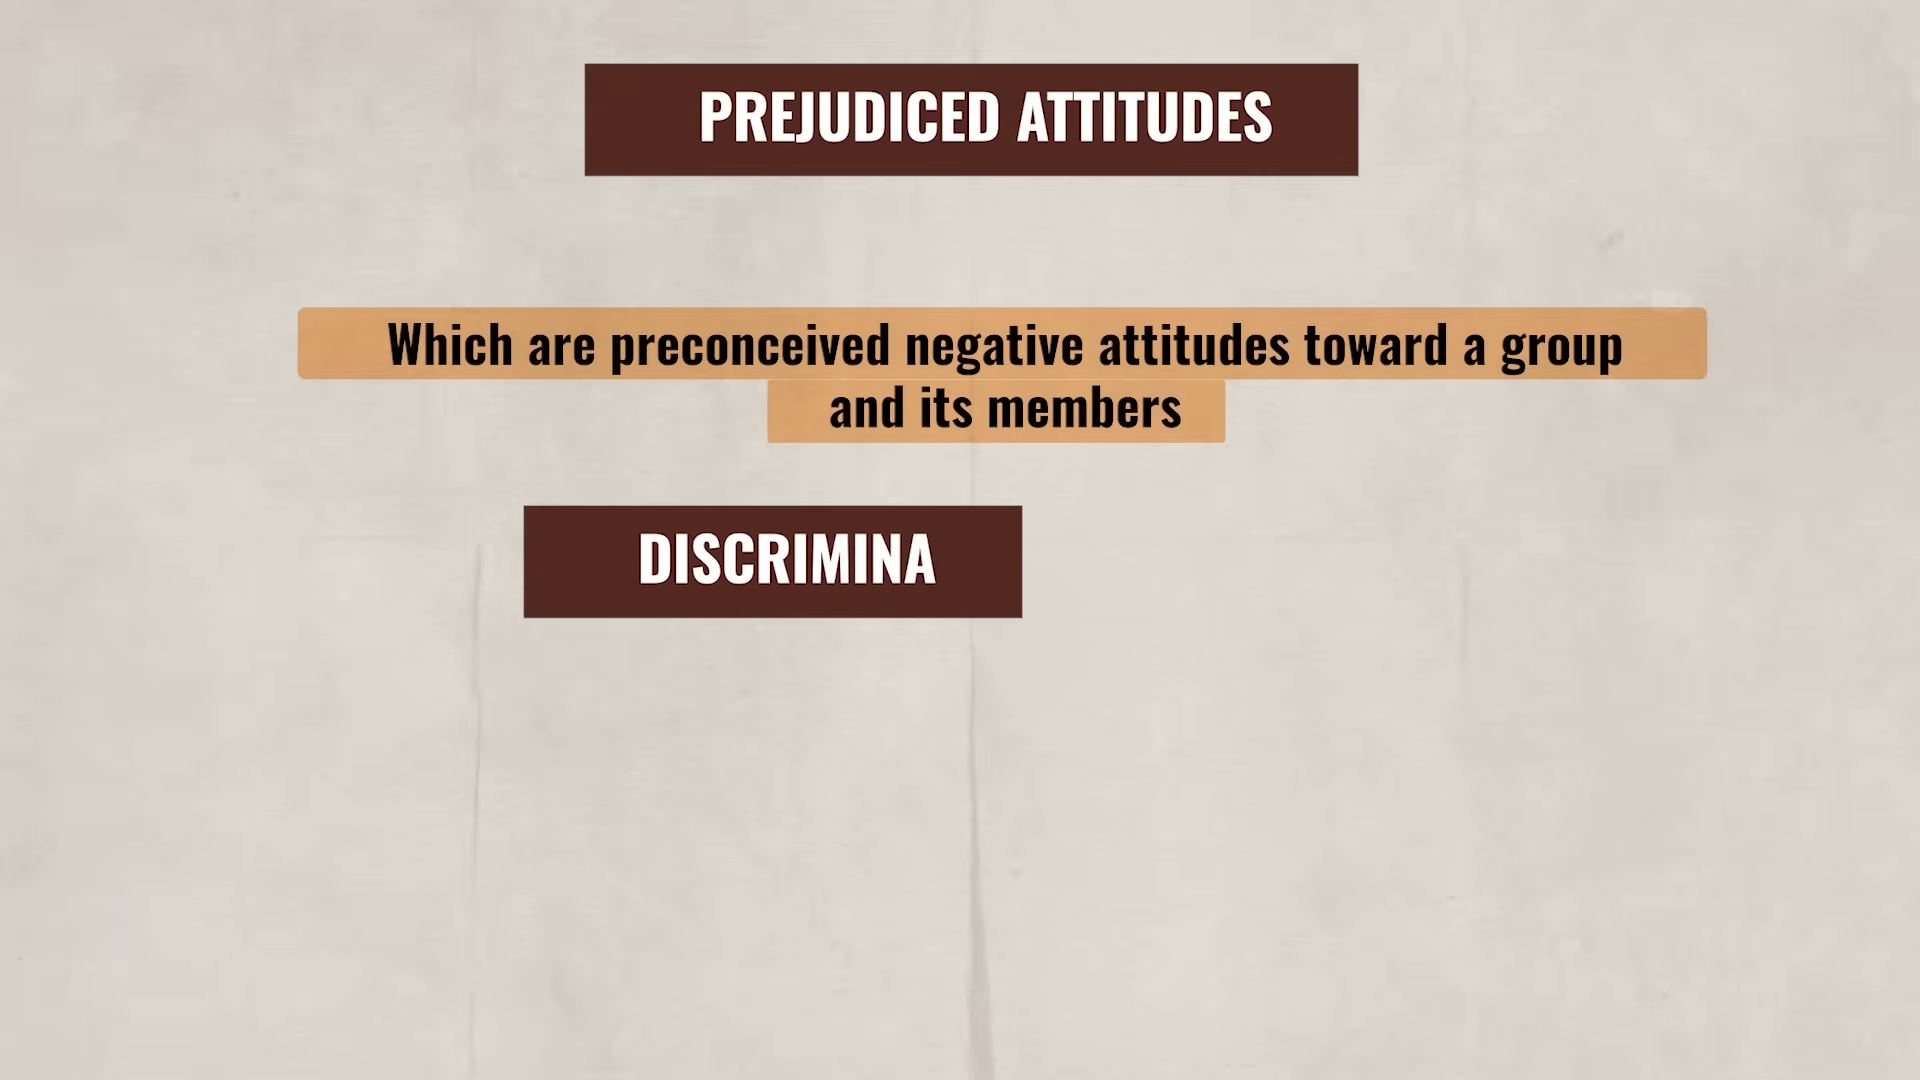 PREJUDICED ATTITUDES
Which are preconceived negative attitudes toward a group
and its members
DISCRIMINA